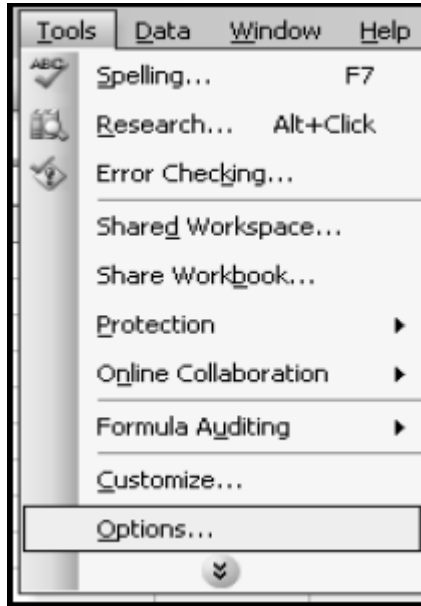 Tools Data Window Help
ABC
Spelling... F7
Research... Alt+Click
Error Checking...
Shared Workspace...
Share Workbook...
Protection
Online Collaboration
Formula Auditing
Customize...
Options...